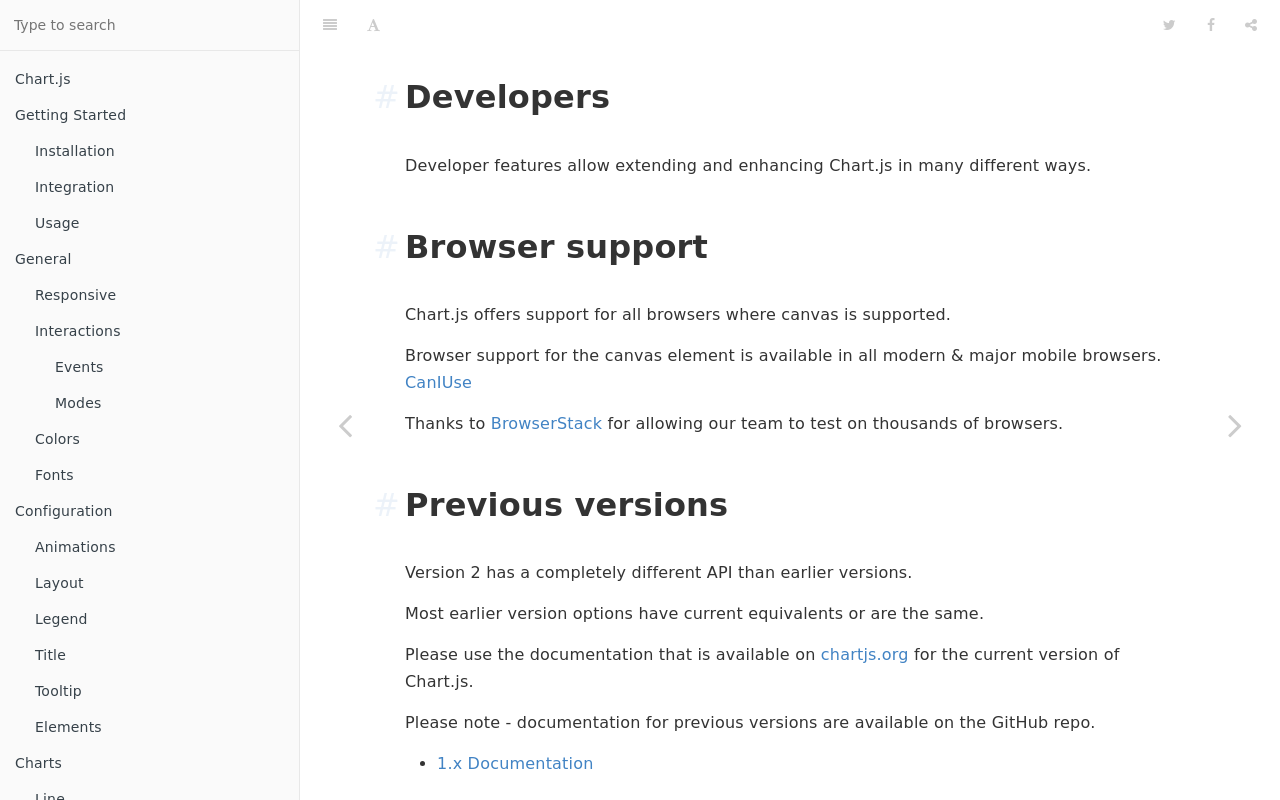 Type to search
Chart.js
Getting Started
Installation
Integration
Usage
General
Responsive
Interactions
Events
Modes
Colors
Fonts
Configuration
Animations
Layout
Legend
Title
Tooltip
Elements
Charts
Line
A
# Developers
Developer features allow extending and enhancing Chart.js in many different ways.
# Browser support
Chart.js offers support for all browsers where canvas is supported.
Browser support for the canvas element is available in all modern & major mobile browsers.
CanIUse
Thanks to BrowserStack for allowing our team to test on thousands of browsers.
# Previous versions
Version 2 has a completely different API than earlier versions.
Most earlier version options have current equivalents or are the same.
Please use the documentation that is available on chartjs.org for the current version of
Chart.js.
Please note - documentation for previous versions are available on the GitHub repo.
• 1.x Documentation